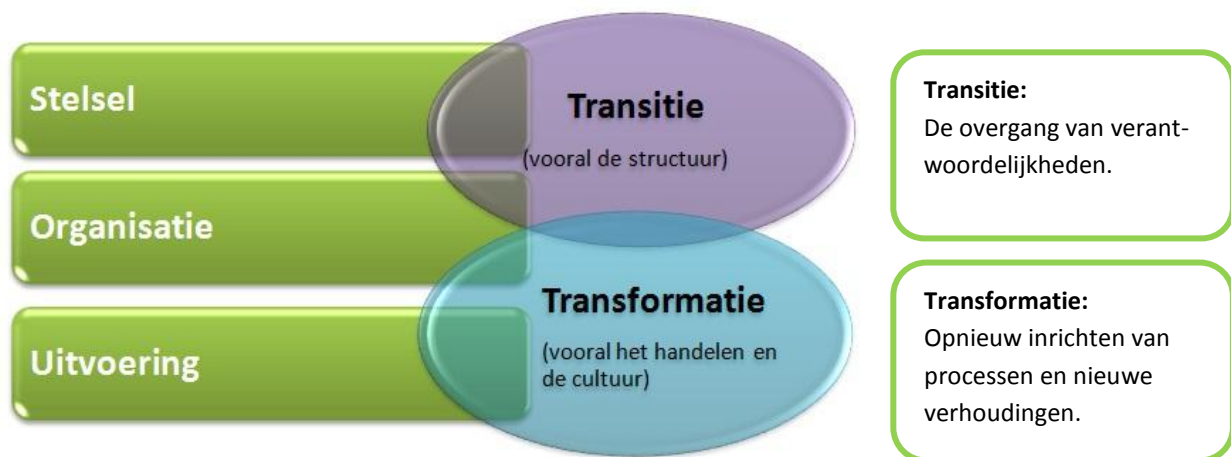 Stelsel
Organisatie
Uitvoering
Transitie
(vooral de structuur)
Transformatie
(vooral het handelen en
de cultuur)
Transitie:
De overgang van verant-
woordelijkheden.
Transformatie:
Opnieuw inrichten van
processen en nieuwe
verhoudingen.